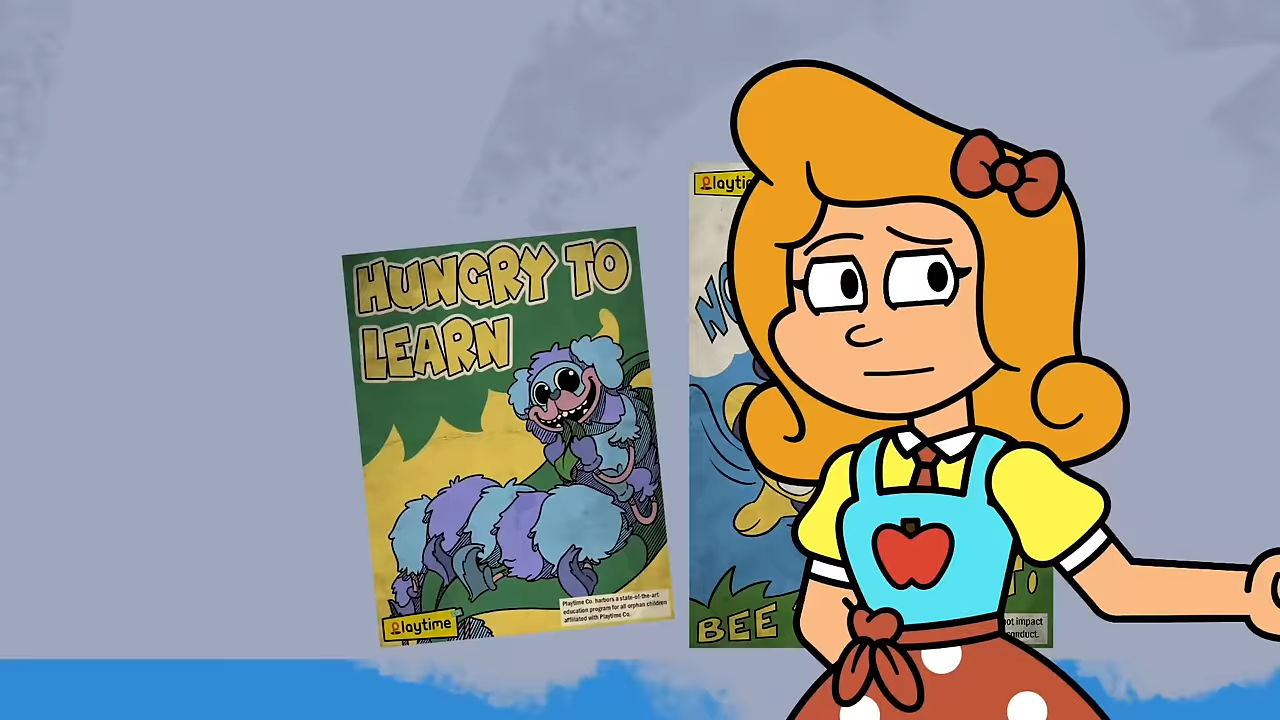 HUNGRY TO
LEARN
Playtime Co. harbors a state-of-the-art
education program for all orphan children
affiliated with Playtime Co.
Playtime
NO
BEE
not impact
conduct.